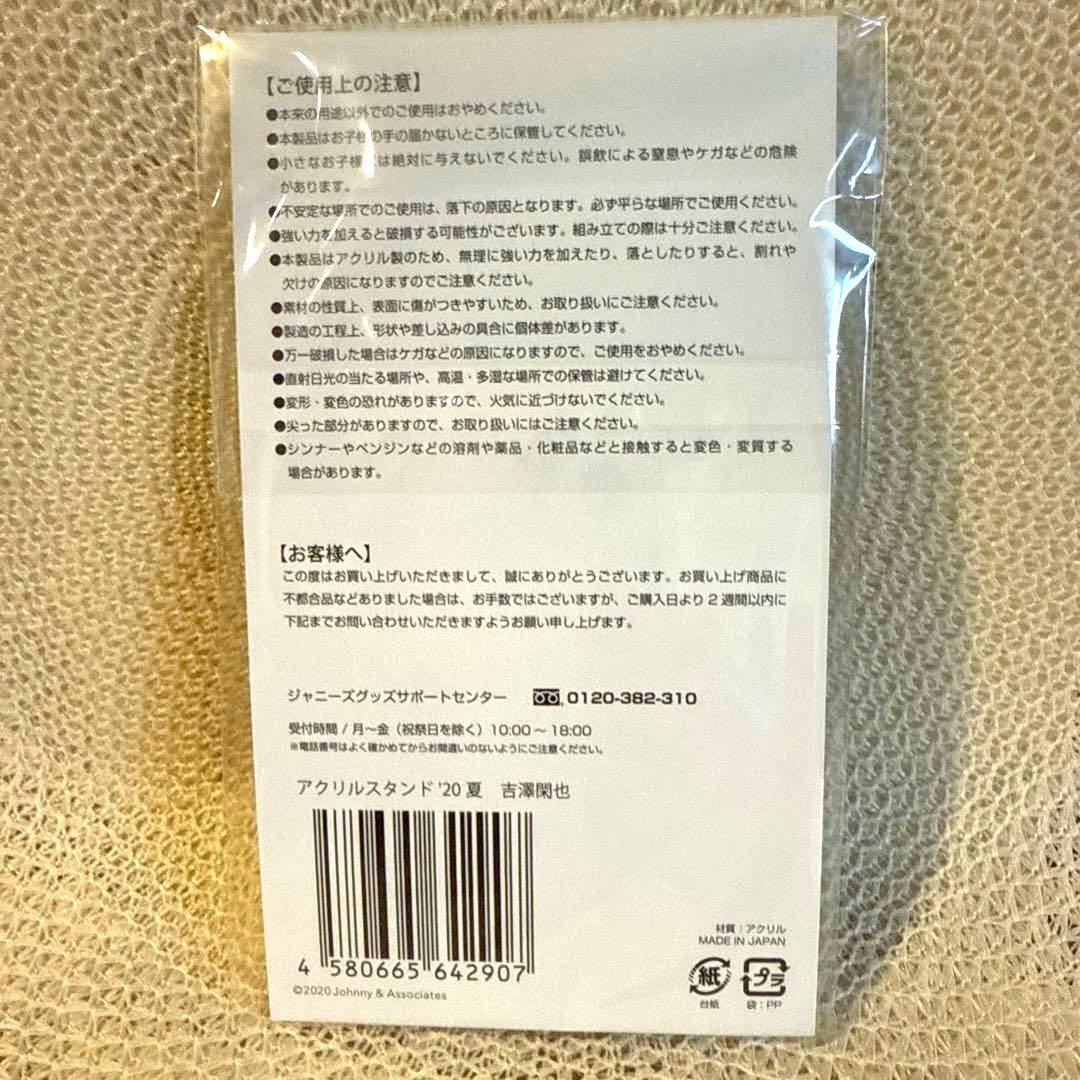 【ご使用上の注意】
●本来の用途以外でのご使用はおやめください。
●本製品はお子様の手の届かないところに保管してください。
●小さなお子様には絶対に与えないでください。誤飲による窒息やケガなどの危険
があります。
●不安定な場所でのご使用は、落下の原因となります。必ず平らな場所でご使用ください。
●強い力を加えると破損する可能性がございます。組み立ての際は十分ご注意ください。
●本製品はアクリル製のため、無理に強い力を加えたり、落としたりすると、割れや
欠けの原因になりますのでご注意ください。
●素材の性質上、表面に傷がつきやすいため、お取り扱いにご注意ください。
●製造の工程上、形状や差し込みの具合に個体差があります。
●万一破損した場合はケガなどの原因になりますので、ご使用をおやめください。
●直射日光の当たる場所や、高温・多湿な場所での保管は避けてください。
●変形・変色の恐れがありますので、火気に近づけないでください。
●尖った部分がありますので、お取り扱いにはご注意ください。
●シンナーやベンジンなどの溶剤や薬品・化粧品などと接触すると変色・変質する
場合があります。
【お客様へ】
この度はお買い上げいただきまして、誠にありがとうございます。お買い上げ商品に
不都合品などありました場合は、お手数ではございますが、ご購入日より2週間以内に
下記までお問い合わせいただきますようお願い申し上げます。
ジャニーズグッズサポートセンター 0120-382-310
受付時間 / 月～金（祝祭日を除く）10:00～18:00
※電話番号はよく確かめてからお間違いのないようにご注意ください。
アクリルスタンド '20 夏 吉澤閑也
4 580665 642907
©2020 Johnny & Associates
材質：アクリル
MADE IN JAPAN
紙 プラ
台紙 袋：PP